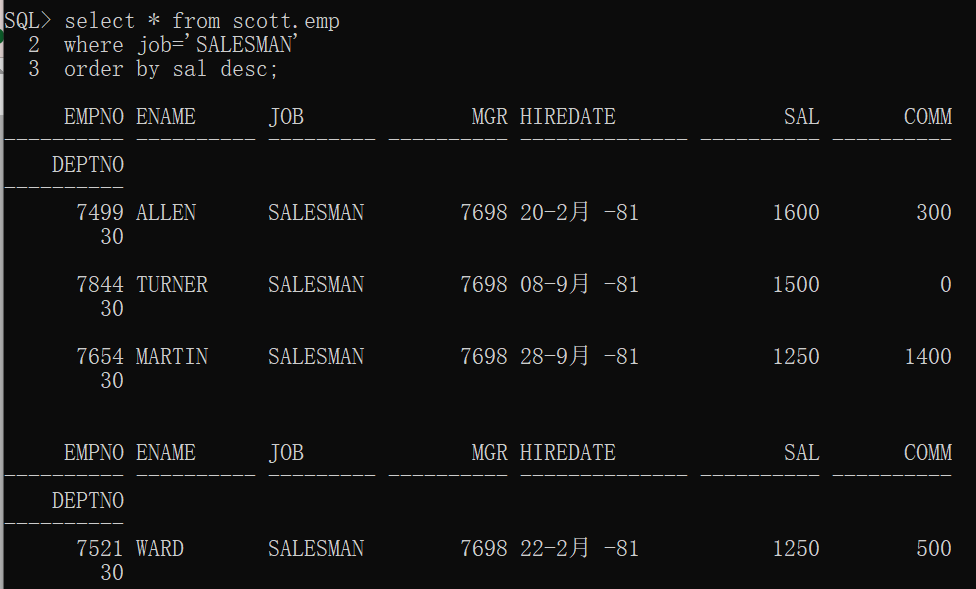 SQL> select * from scott.emp
  2  where job='SALESMAN'
  3  order by sal desc;

     EMPNO ENAME      JOB              MGR HIREDATE              SAL       COMM
---------- ---------- --------- ---------- -------------- ---------- ----------
    DEPTNO
----------
      7499 ALLEN      SALESMAN        7698 20-2月 -81           1600        300
        30

      7844 TURNER     SALESMAN        7698 08-9月 -81           1500          0
        30

      7654 MARTIN     SALESMAN        7698 28-9月 -81           1250       1400
        30


     EMPNO ENAME      JOB              MGR HIREDATE              SAL       COMM
---------- ---------- --------- ---------- -------------- ---------- ----------
    DEPTNO
----------
      7521 WARD       SALESMAN        7698 22-2月 -81           1250        500
        30